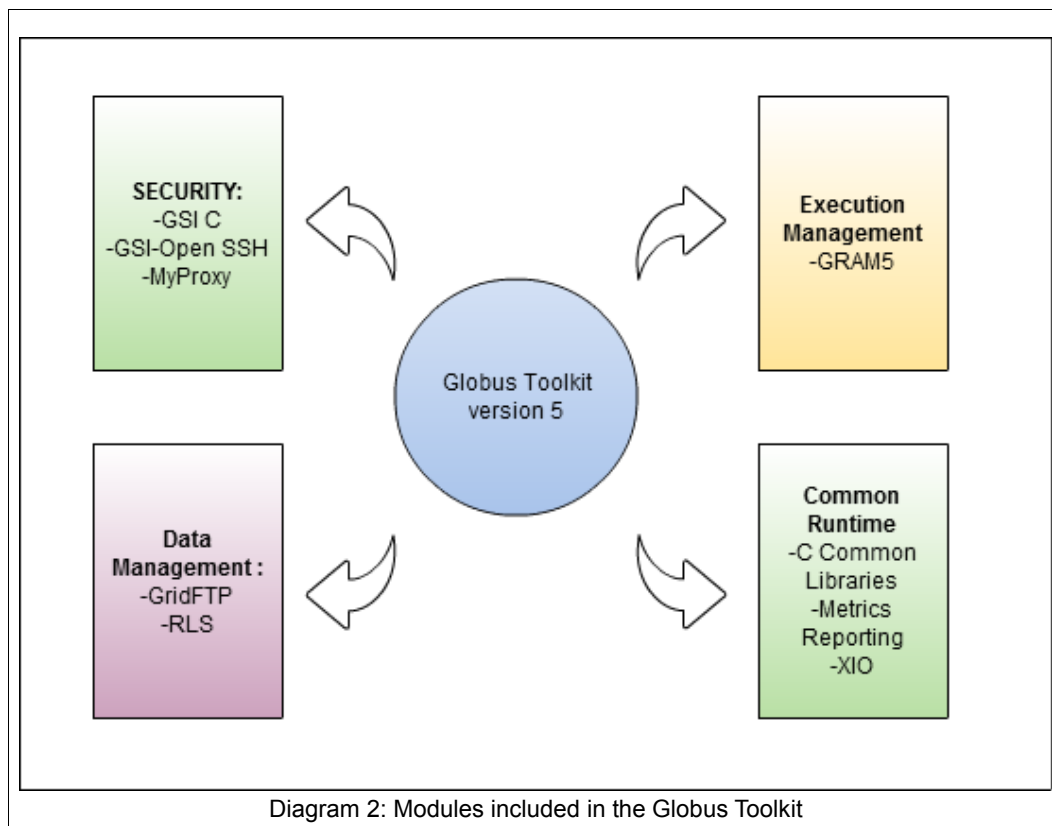 SECURITY:
-GSI C
-GSI-Open SSH
-MyProxy
Execution
Management
-GRAM5
Globus Toolkit
version 5
Data
Management :
-GridFTP
-RLS
Common
Runtime
-C Common
Libraries
-Metrics
Reporting
-XIO
Diagram 2: Modules included in the Globus Toolkit